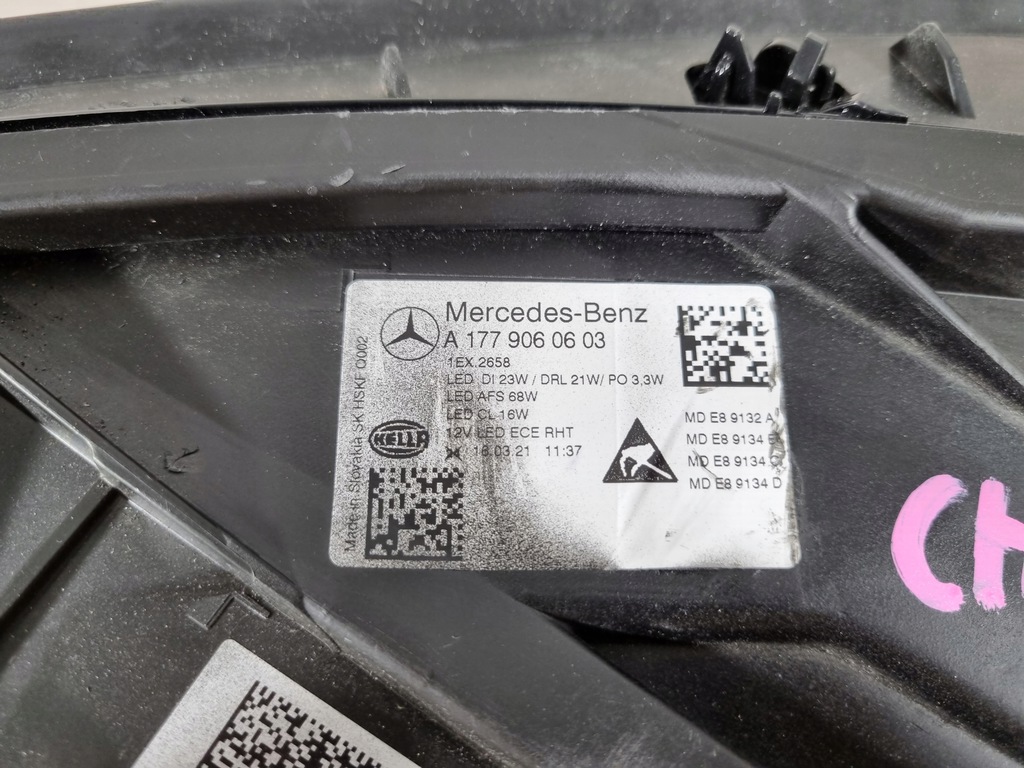 Mercedes-Benz
A 177 906 06 03
1EX.2658
LED DI 23W / DRL 21W/ PO 3,3W
LED AFS 68W
LED CL 16W
12V LED ECE RHT
18.03.21 11:37
HELLA
Made in Slovakia SK HSKF O002
MD E8 9132 A
MD E8 9134 B
MD E8 9134 C
MD E8 9134 D